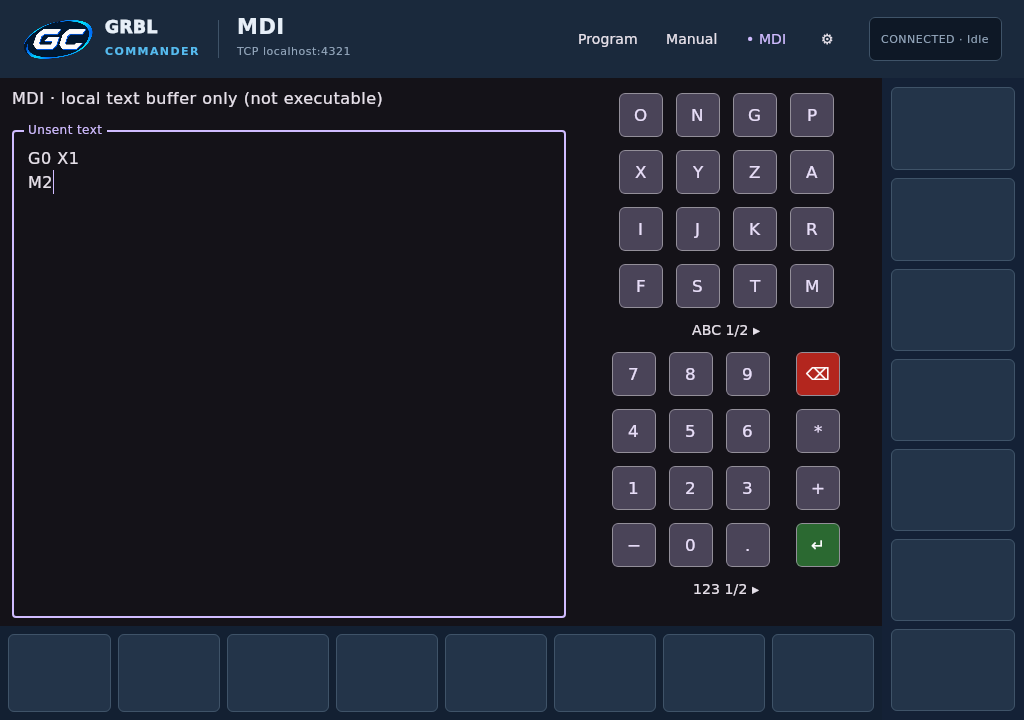 GC
GRBL
COMMANDER
MDI
TCP localhost:4321
Program Manual • MDI ⚙
CONNECTED · Idle
MDI · local text buffer only (not executable)
Unsent text
G0 X1
M2
O N G P
X Y Z A
I J K R
F S T M
ABC 1/2 ▸
7 8 9 ⌫
4 5 6 *
1 2 3 +
− 0 . ↵
123 1/2 ▸